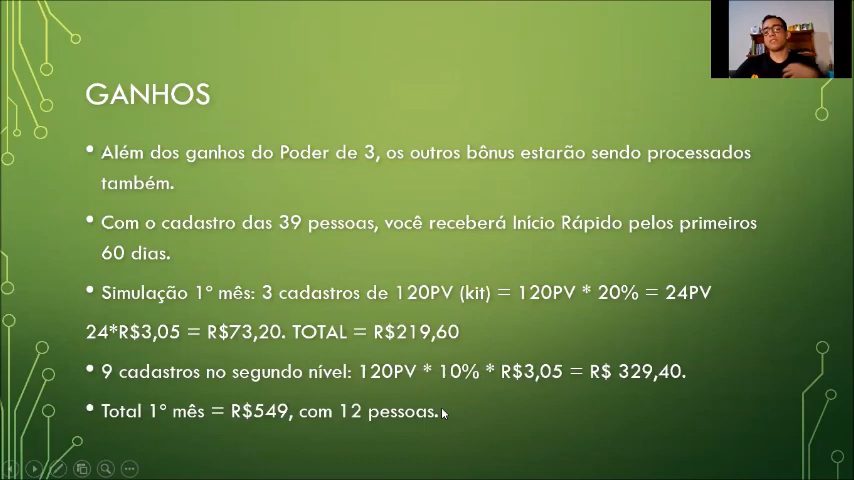 GANHOS
• Além dos ganhos do Poder de 3, os outros bônus estarão sendo processados
também.
• Com o cadastro das 39 pessoas, você receberá Início Rápido pelos primeiros
60 dias.
• Simulação 1º mês: 3 cadastros de 120PV (kit) = 120PV * 20% = 24PV
24*R$3,05 = R$73,20. TOTAL = R$219,60
• 9 cadastros no segundo nível: 120PV * 10% * R$3,05 = R$ 329,40.
• Total 1º mês = R$549, com 12 pessoas.